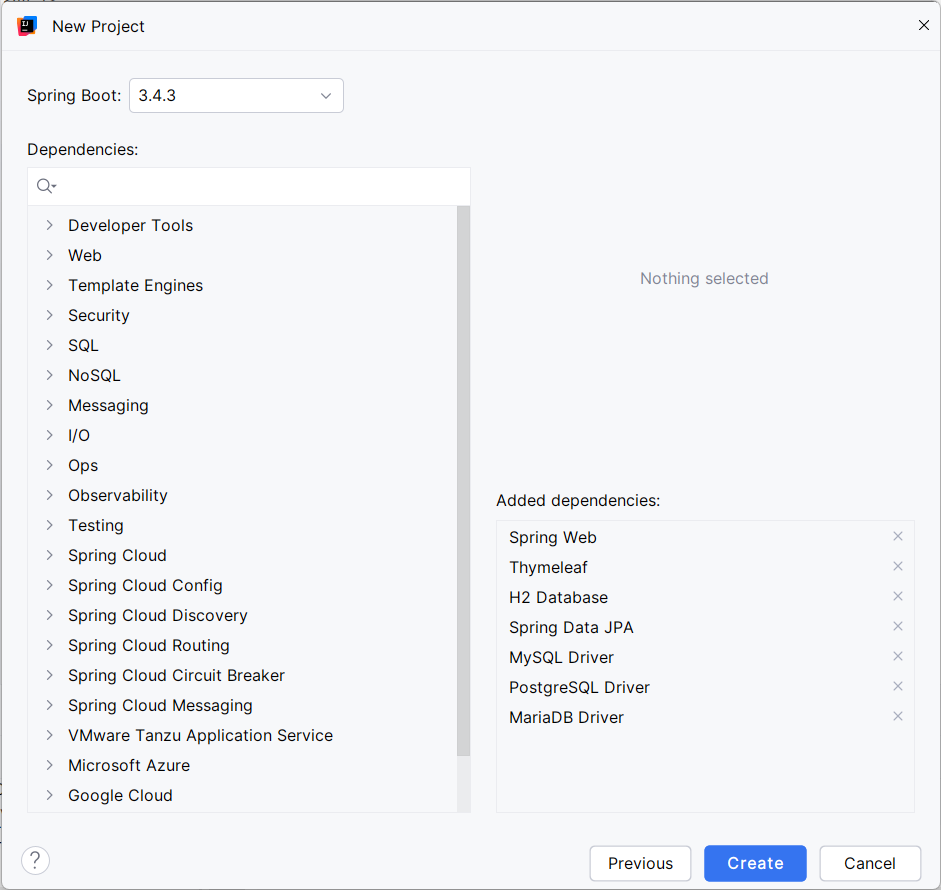 New Project
Spring Boot: 3.4.3
Dependencies:
Developer Tools
Web
Template Engines
Security
SQL
NoSQL
Messaging
I/O
Ops
Observability
Testing
Spring Cloud
Spring Cloud Config
Spring Cloud Discovery
Spring Cloud Routing
Spring Cloud Circuit Breaker
Spring Cloud Messaging
VMware Tanzu Application Service
Microsoft Azure
Google Cloud
Nothing selected
Added dependencies:
Spring Web
Thymeleaf
H2 Database
Spring Data JPA
MySQL Driver
PostgreSQL Driver
MariaDB Driver
? Previous Create Cancel